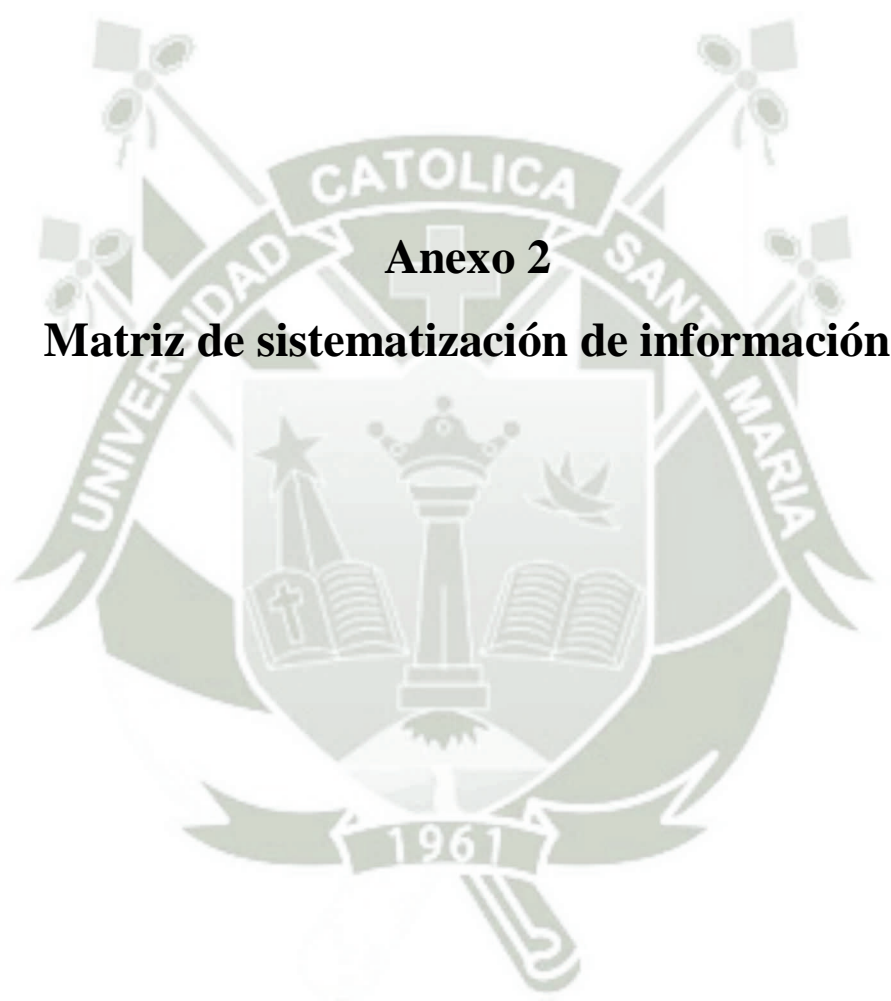 CATOLICA
UNIVERSIDAD
SANTA MARIA
Anexo 2
Matriz de sistematización de información
1961